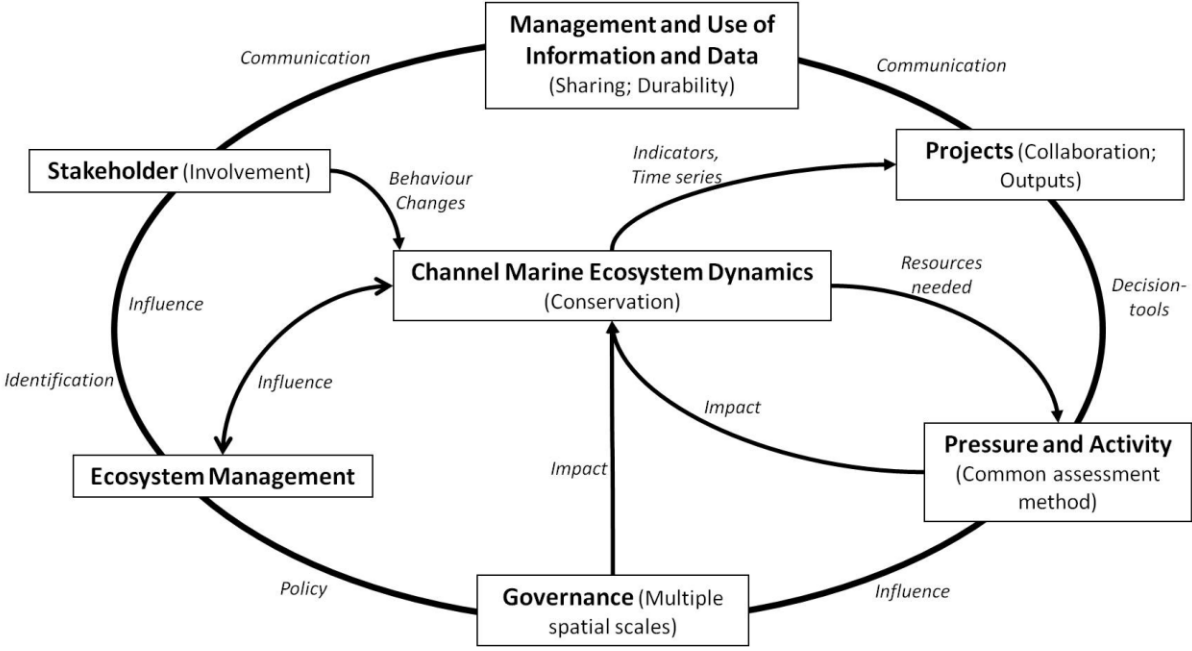 Management and Use of
Information and Data
(Sharing; Durability)
Communication
Communication
Stakeholder (Involvement)
Behaviour
Changes
Indicators,
Time series
Projects (Collaboration;
Outputs)
Channel Marine Ecosystem Dynamics
(Conservation)
Resources
needed
Decision-
tools
Influence
Identification
Influence
Impact
Ecosystem Management
Impact
Pressure and Activity
(Common assessment
method)
Policy
Governance (Multiple
spatial scales)
Influence